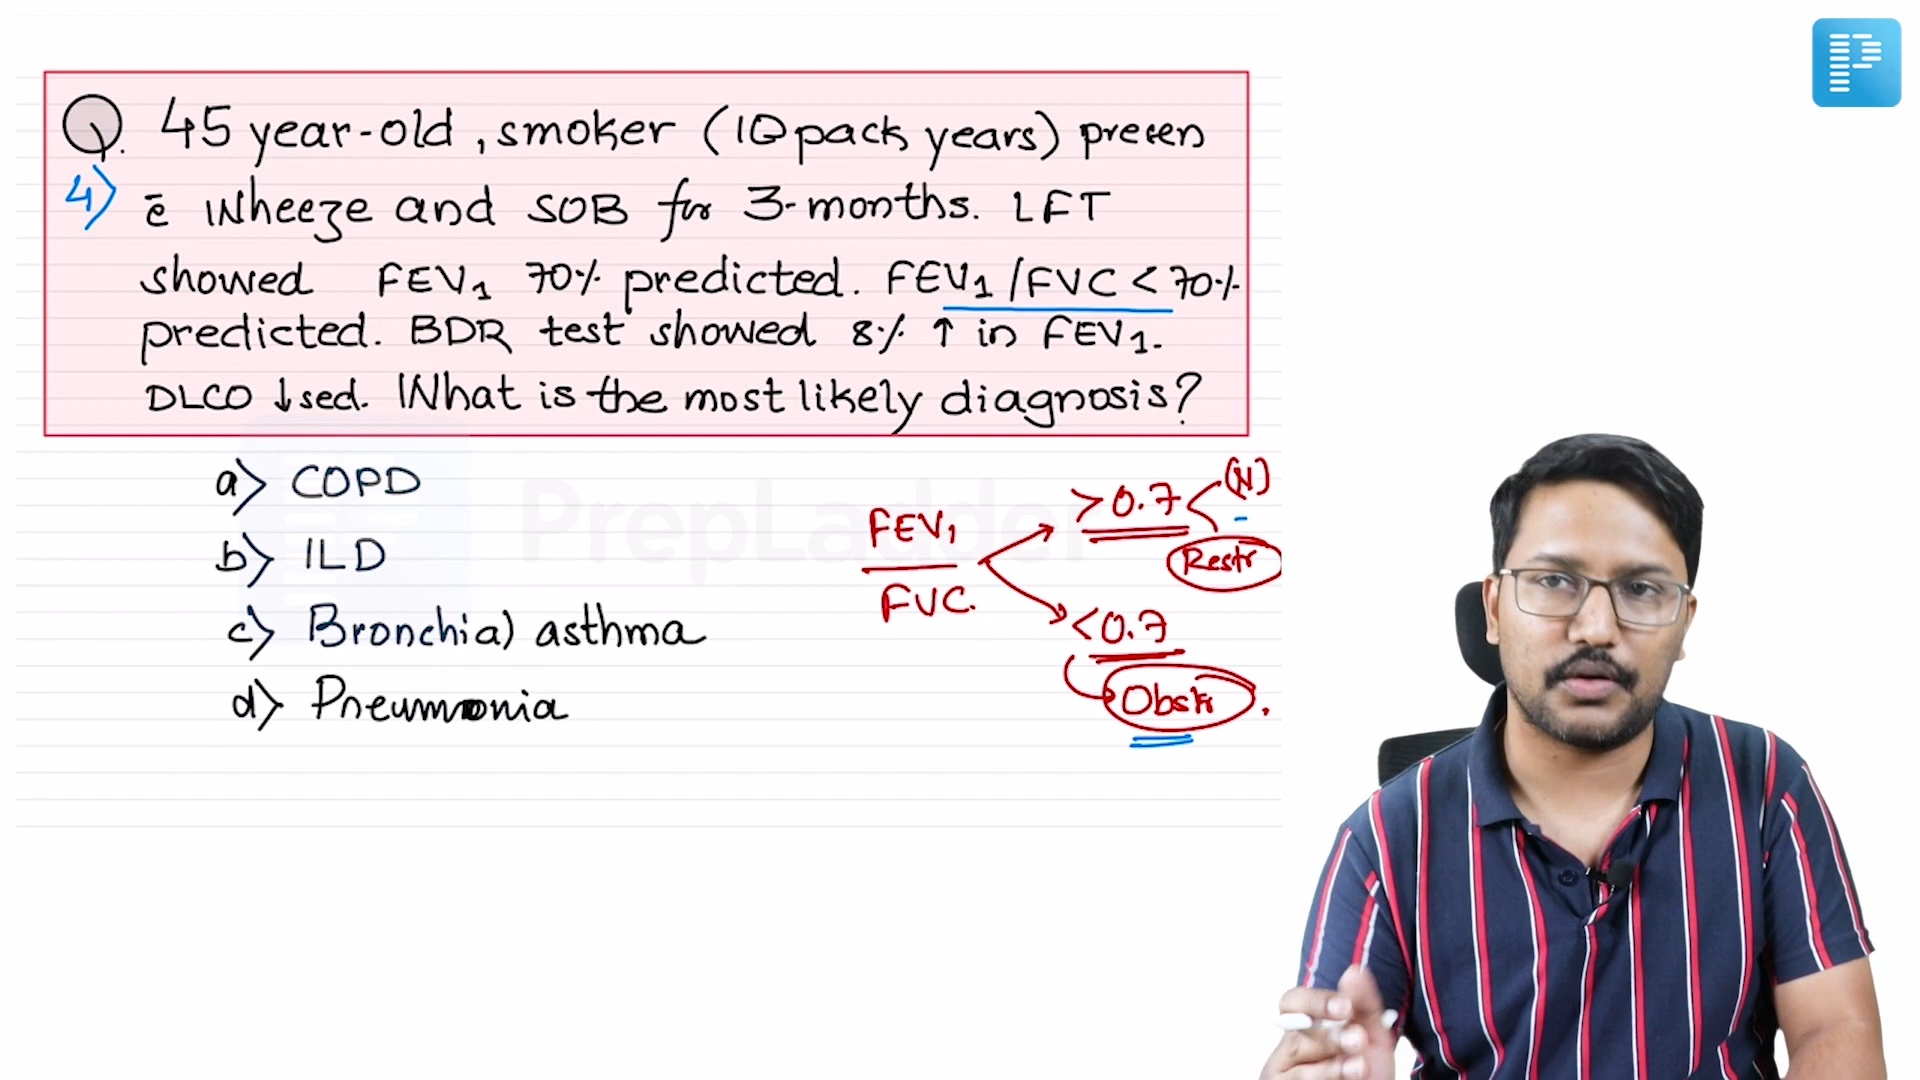 Q. 45 year-old, smoker (10 pack years) presen
4) c̄ wheeze and SOB for 3-months. LFT
showed FEV1 70% predicted. FEV1/FVC < 70%
predicted. BDR test showed 8% ↑ in FEV1.
DLCO ↓sed. What is the most likely diagnosis?
a) COPD
b) ILD
c) Bronchial asthma
d) Pneumonia
FEV1
FVC.
>0.7
(N)
Restr
<0.7
Obstr.
PrepLadder